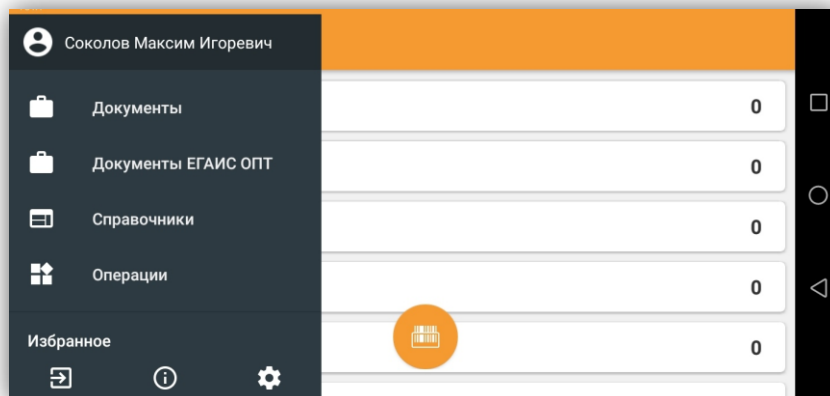 Соколов Максим Игоревич
Документы
0
Документы ЕГАИС ОПТ
0
Справочники
0
Операции
0
Избранное
0